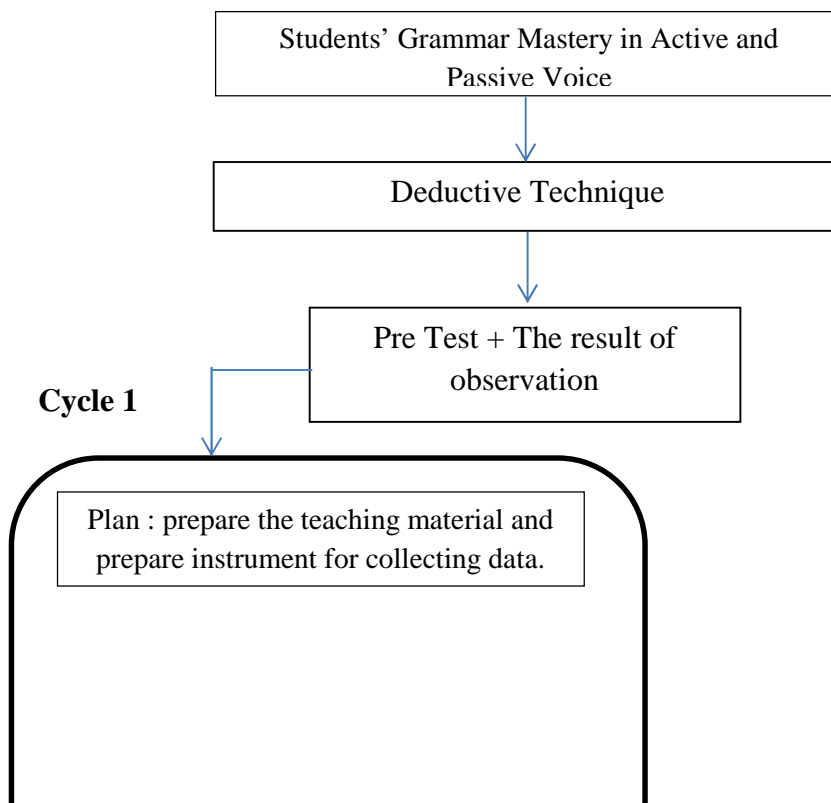 Students’ Grammar Mastery in Active and
Passive Voice
Deductive Technique
Pre Test + The result of
observation
Cycle 1
Plan : prepare the teaching material and
prepare instrument for collecting data.